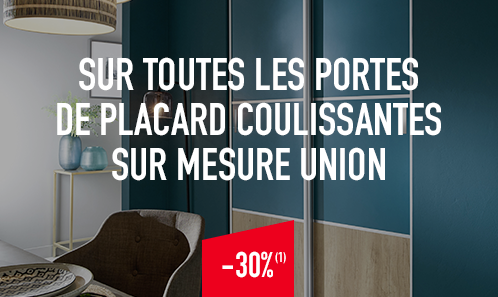 SUR TOUTES LES PORTES
DE PLACARD COULISSANTES
SUR MESURE UNION
-30%(1)